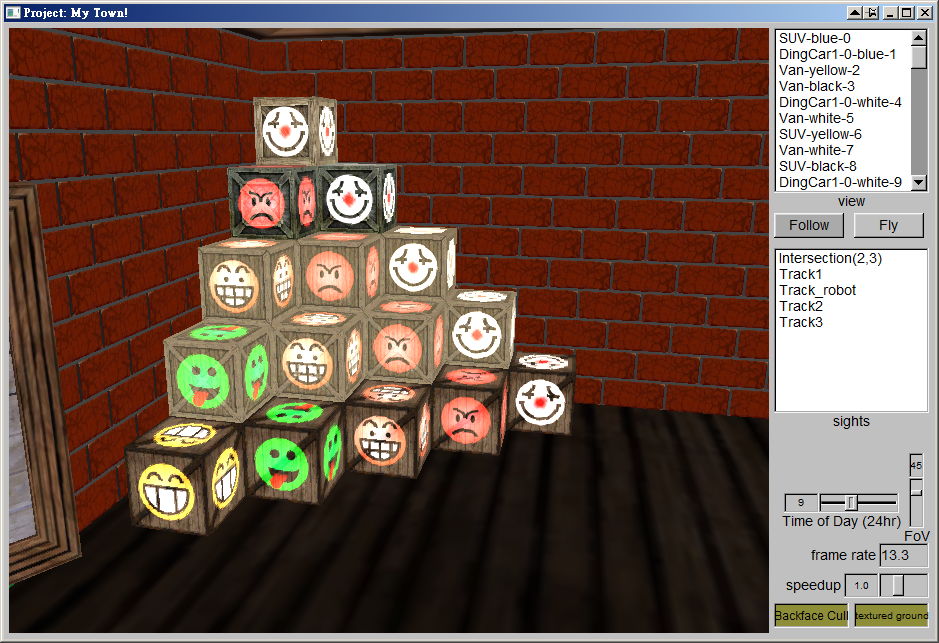 Project: My Town!
SUV-blue-0
DingCar1-0-blue-1
Van-yellow-2
Van-black-3
DingCar1-0-white-4
Van-white-5
SUV-yellow-6
Van-white-7
SUV-black-8
DingCar1-0-white-9
view
Follow
Fly
Intersection(2,3)
Track1
Track_robot
Track2
Track3
sights
45
9
Time of Day (24hr)
FoV
frame rate 13.3
speedup 1.0
Backface Cull
textured ground